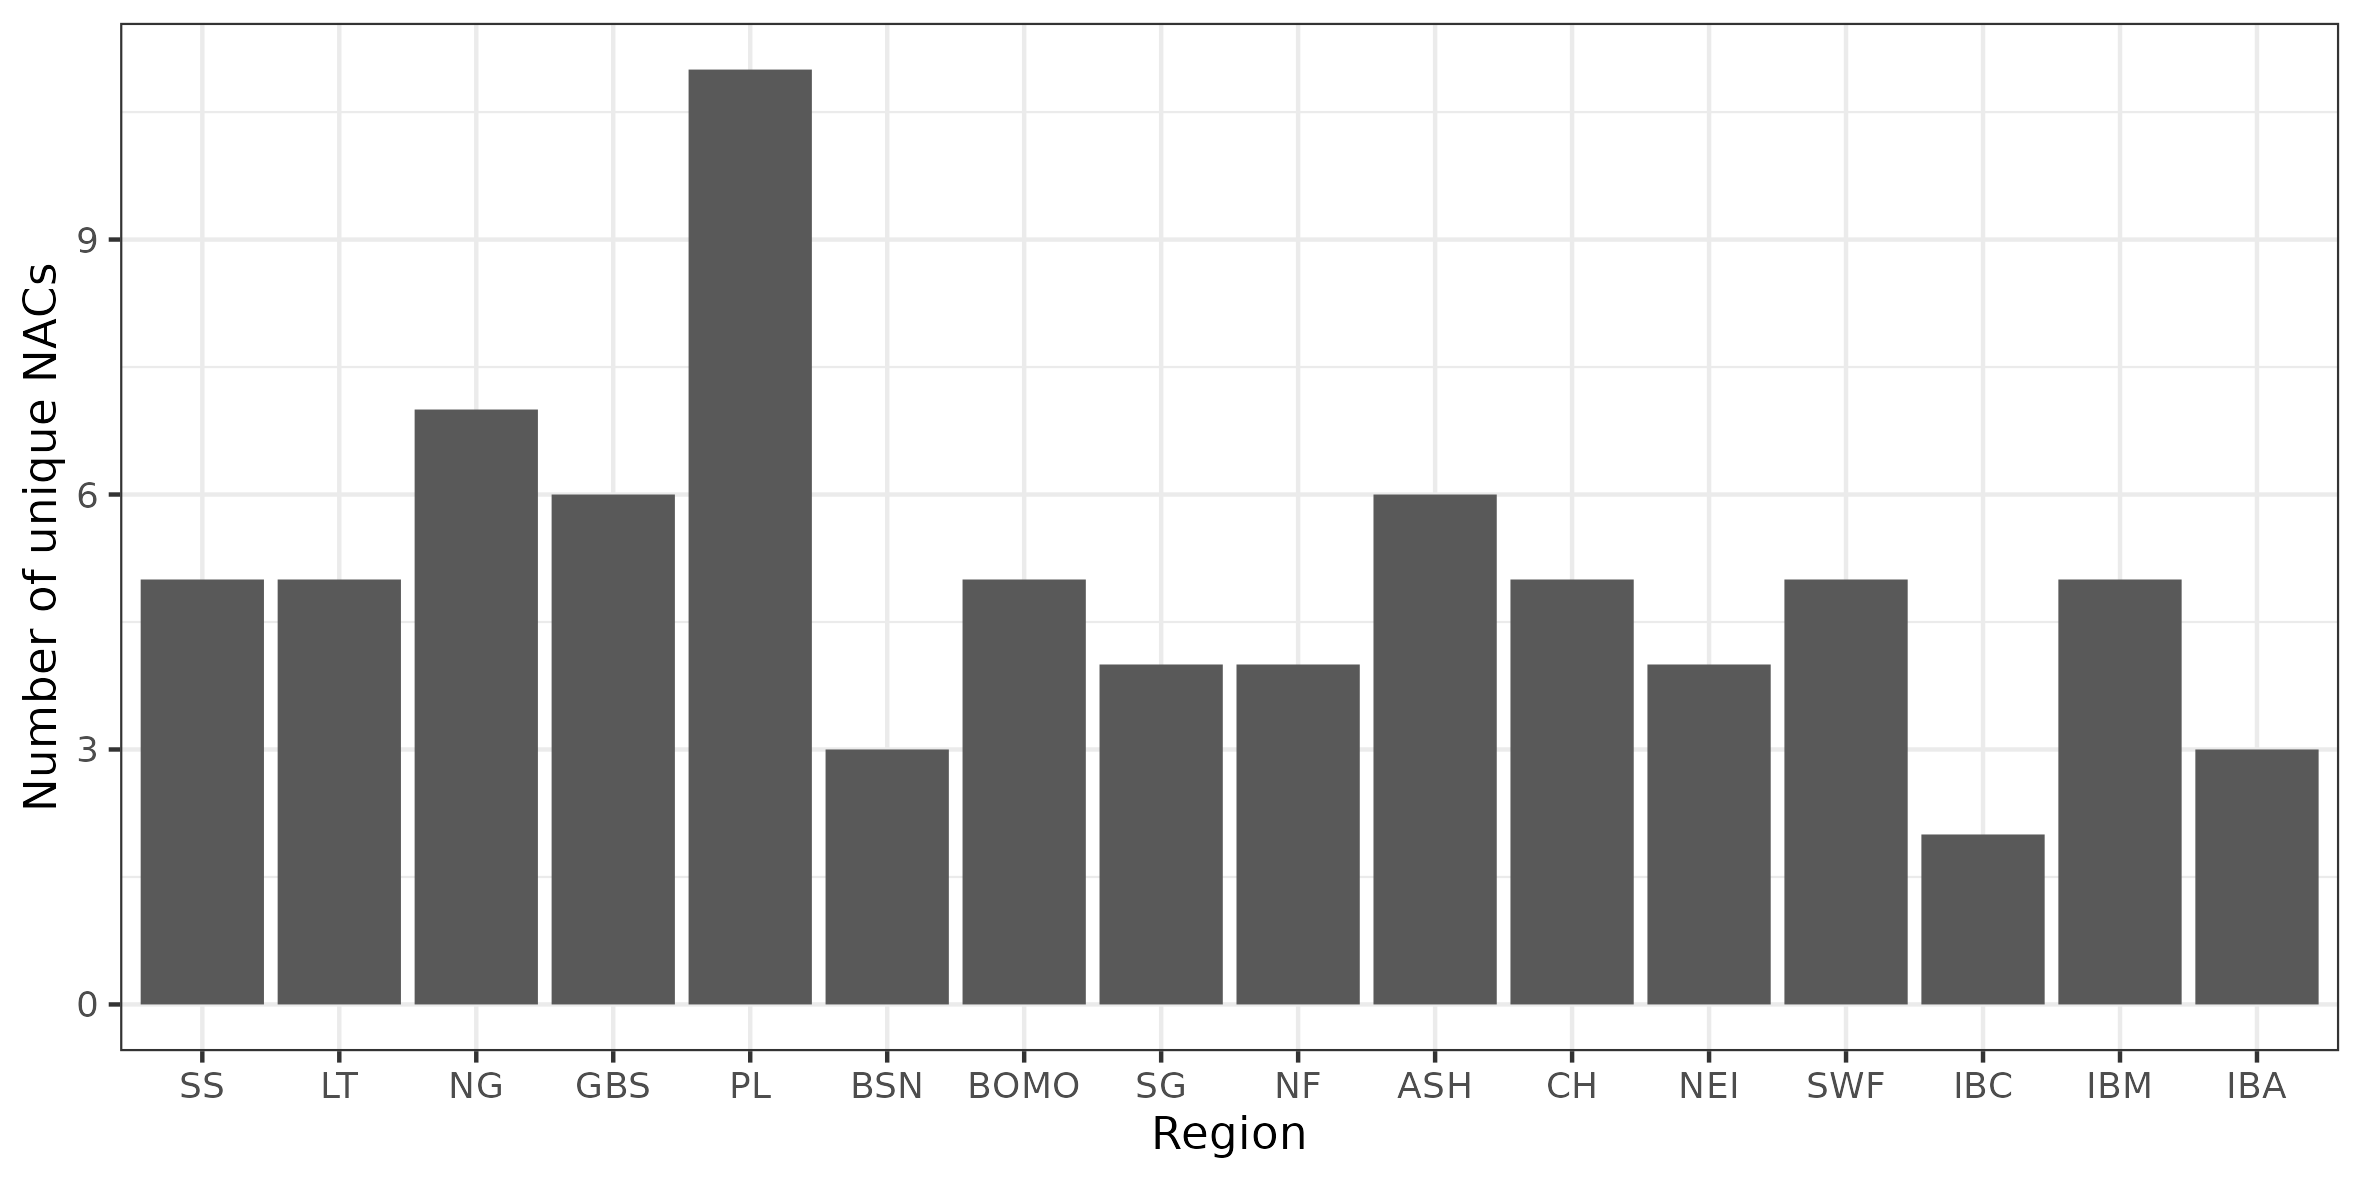 Number of unique NACs
9
6
3
0
SS LT NG GBS PL BSN BOMO SG NF ASH CH NEI SWF IBC IBM IBA
Region